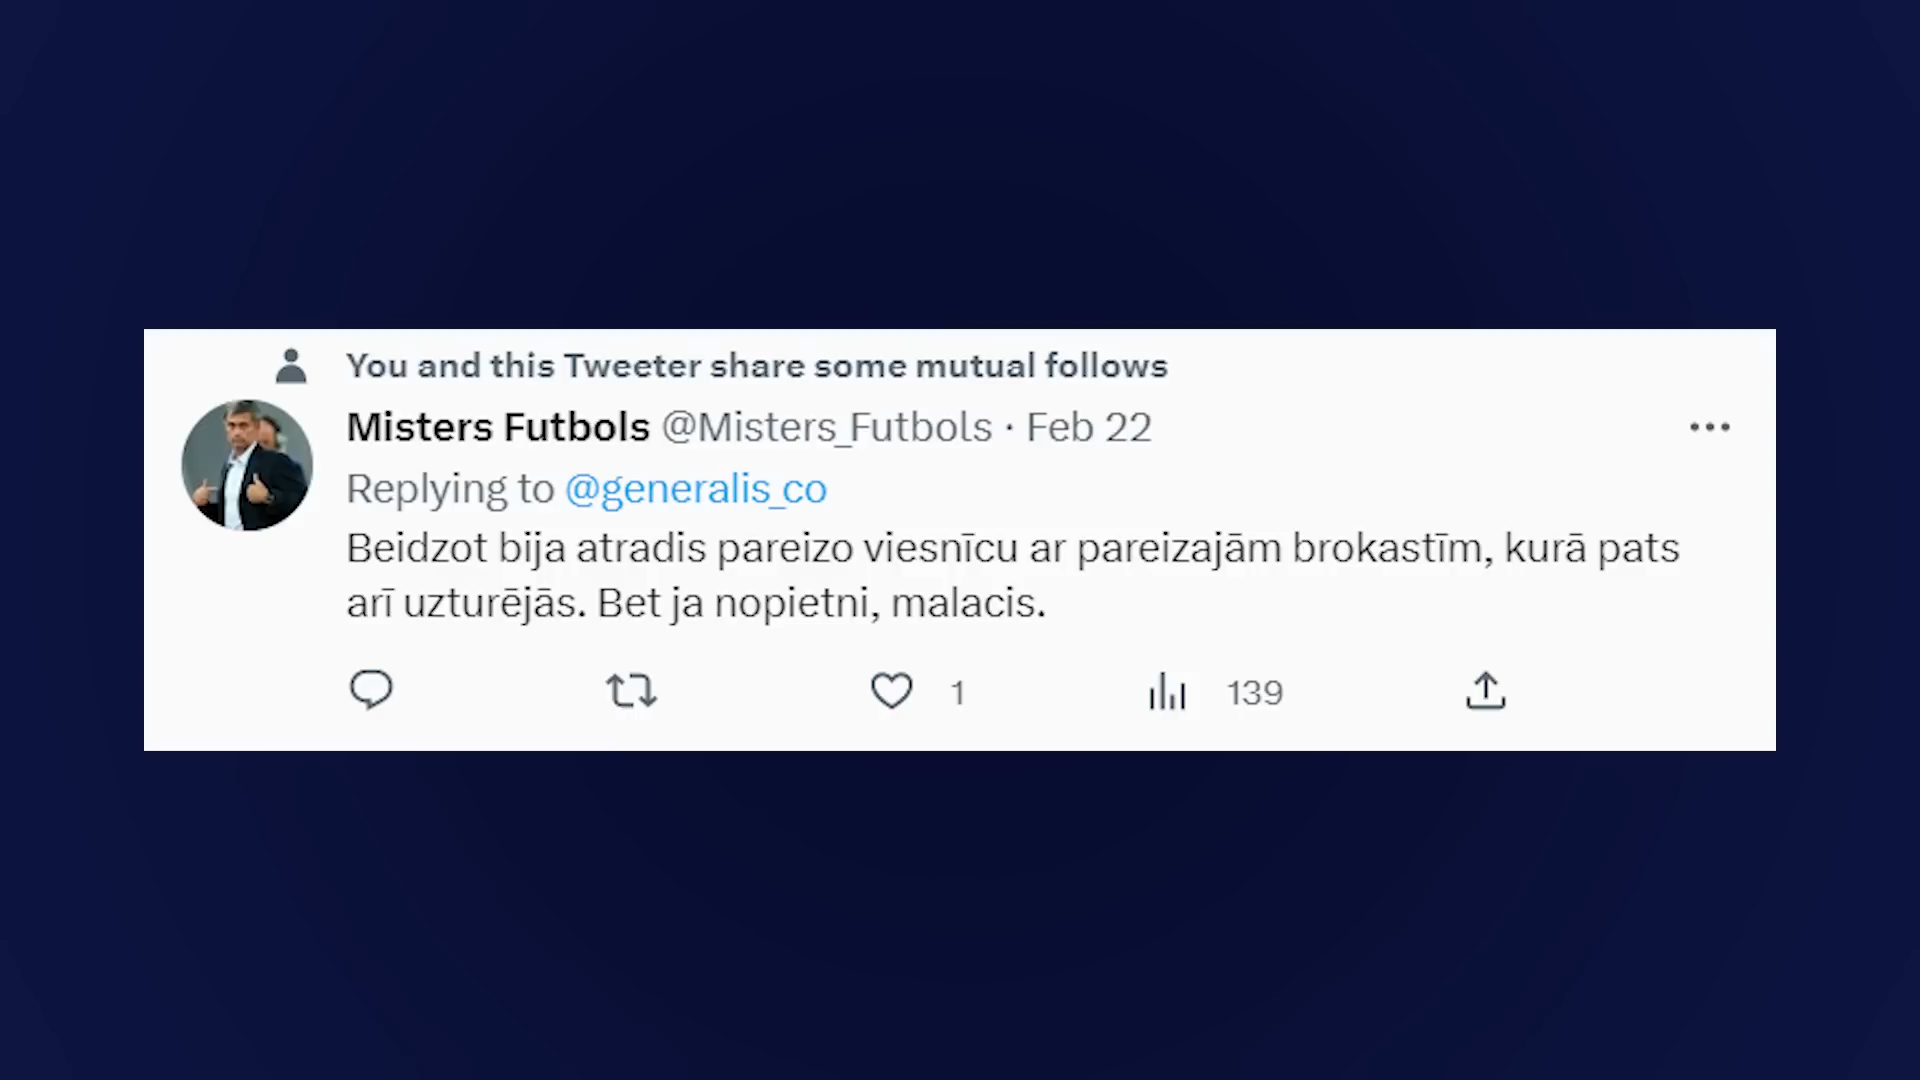 You and this Tweeter share some mutual follows
Misters Futbols @Misters_Futbols · Feb 22
Replying to @generalis_co
Beidzot bija atradis pareizo viesnīcu ar pareizajām brokastīm, kurā pats
arī uzturējās. Bet ja nopietni, malacis.
1 139